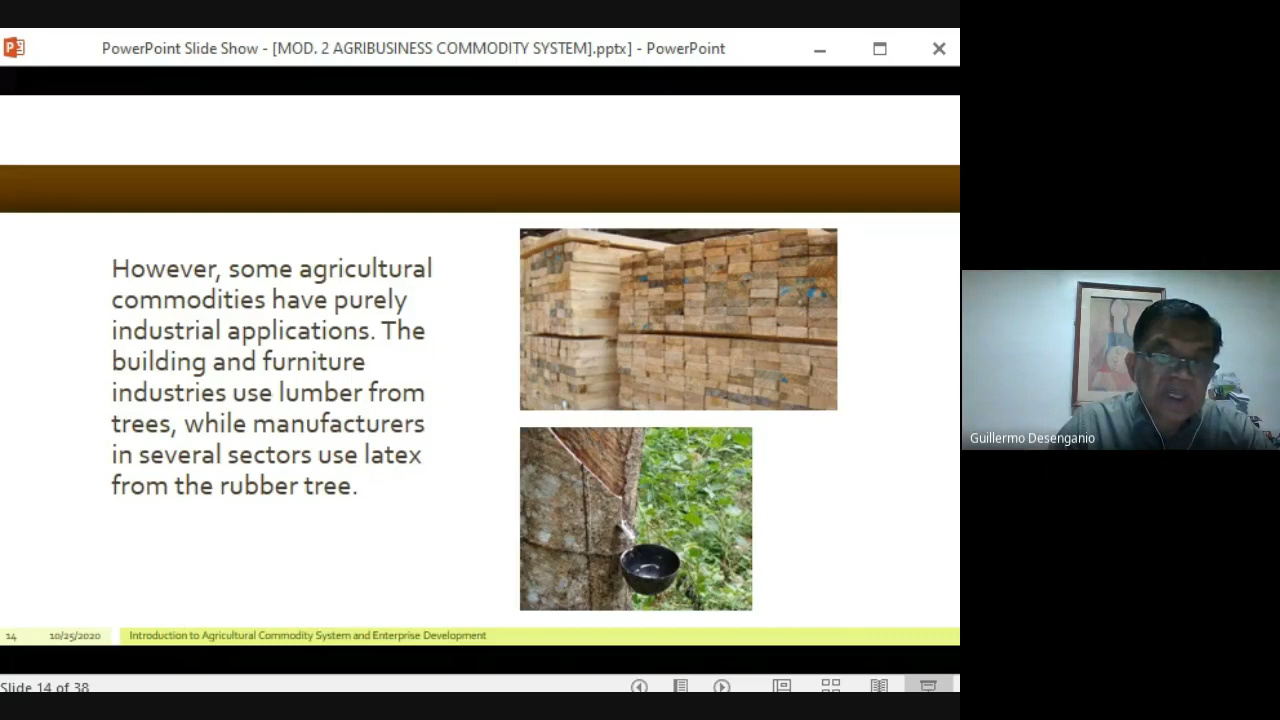 PowerPoint Slide Show - [MOD. 2 AGRIBUSINESS COMMODITY SYSTEM].pptx] - PowerPoint
However, some agricultural
commodities have purely
industrial applications. The
building and furniture
industries use lumber from
trees, while manufacturers
in several sectors use latex
from the rubber tree.
Guillermo Desenganio
14 10/25/2020 Introduction to Agricultural Commodity System and Enterprise Development
Slide 14 of 38